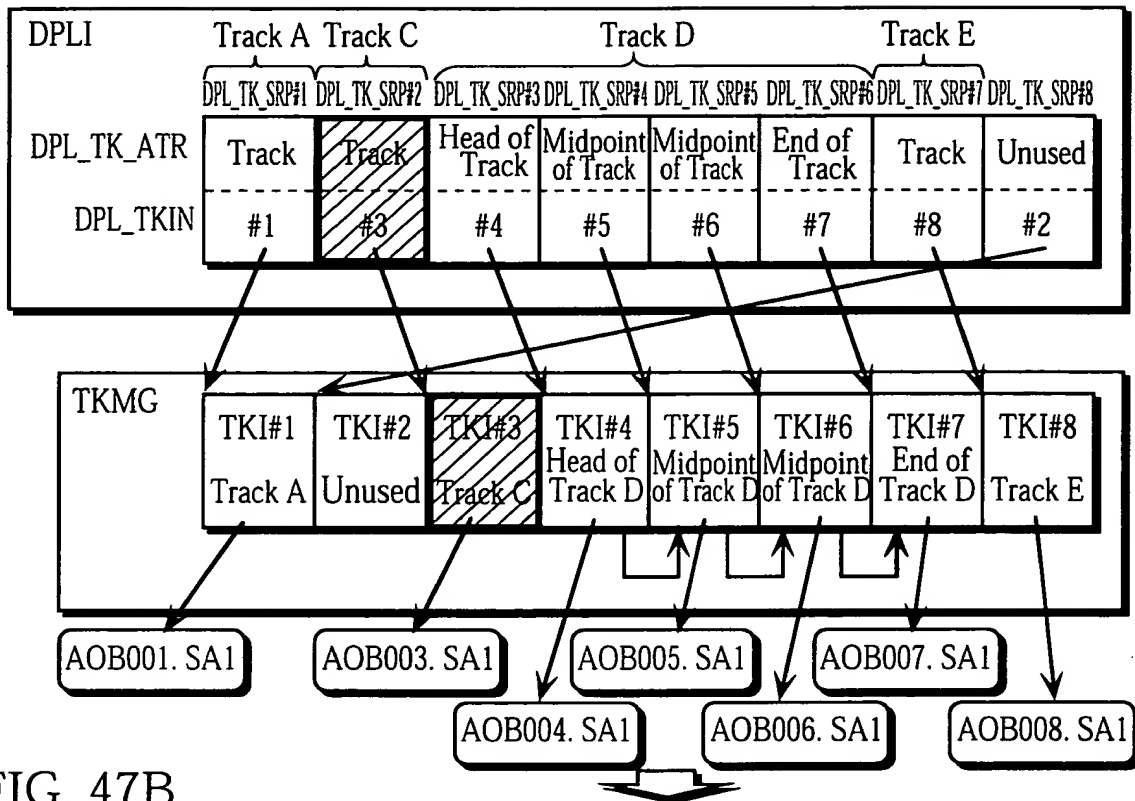 DPLI
Track A Track C Track D Track E
DPL_TK_SRP#1 DPL_TK_SRP#2 DPL_TK_SRP#3 DPL_TK_SRP#4 DPL_TK_SRP#5 DPL_TK_SRP#6 DPL_TK_SRP#7 DPL_TK_SRP#8
DPL_TK_ATR
Track Track Head of Track Midpoint of Track Midpoint of Track End of Track Track Unused
DPL_TKIN #1 #3 #4 #5 #6 #7 #8 #2
TKMG
TKI#1 TKI#2 TKI#3 TKI#4 TKI#5 TKI#6 TKI#7 TKI#8
Track A Unused Track C Head of Track D Midpoint of Track D Midpoint of Track D End of Track D Track E
AOB001. SA1 AOB003. SA1 AOB005. SA1 AOB007. SA1
AOB004. SA1 AOB006. SA1 AOB008. SA1
FIG. 47B